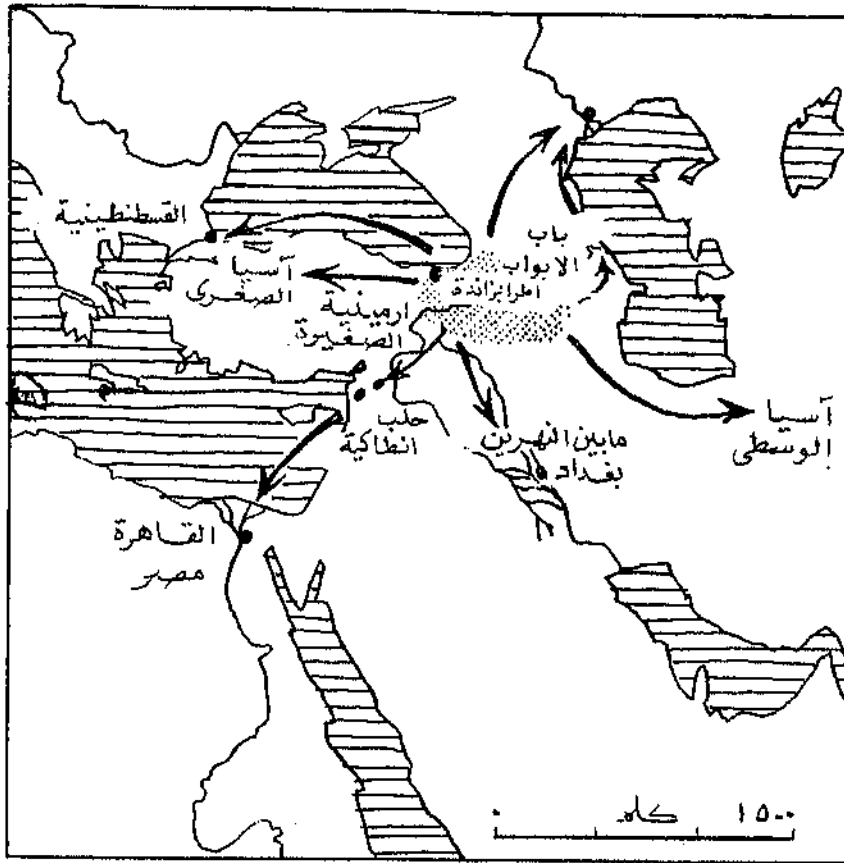 القسطنطينية
آسيا
الصغرى
ارمينية
الصغيرة
باب
الابواب
اطرابزاندة
حلب
انطاكية
مابين النهرين
بغداد
آسيا
الوسطى
القاهرة
مصر
١٥٠٠ كلم